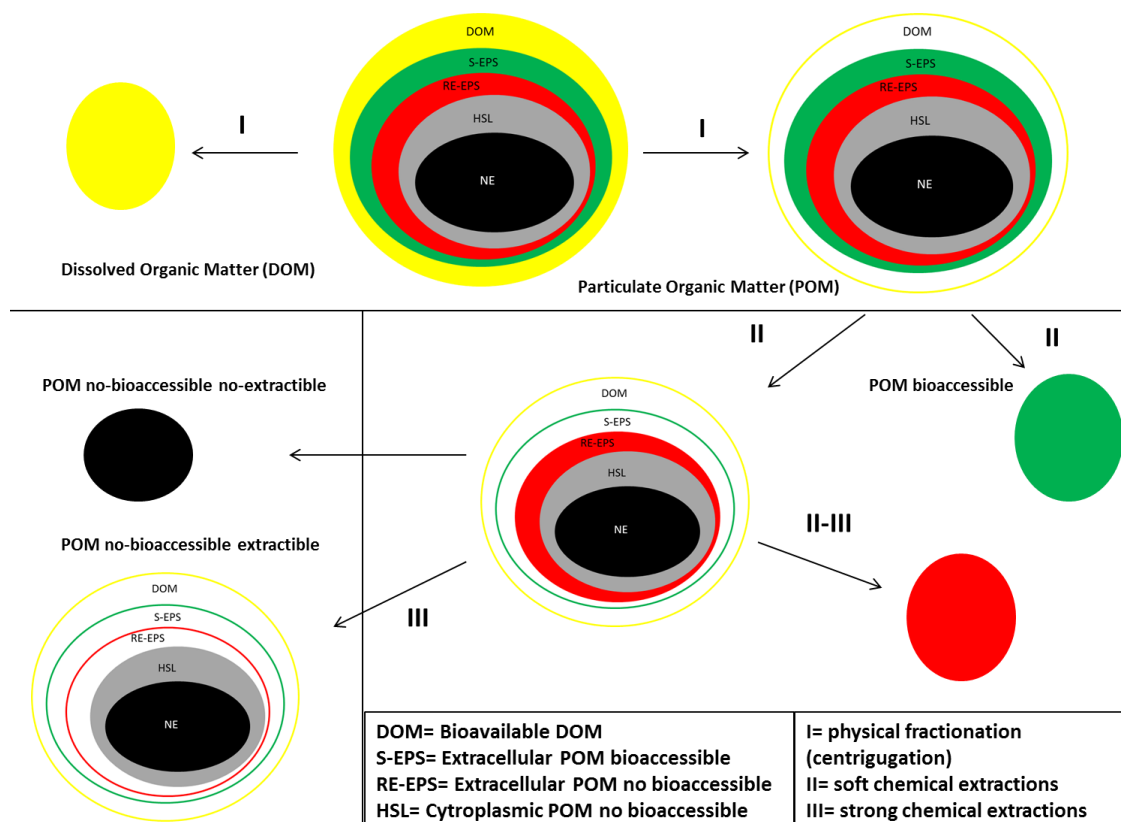 DOM
S-EPS
RE-EPS
HSL
NE
DOM
S-EPS
RE-EPS
HSL
NE
I
I
Dissolved Organic Matter (DOM)
Particulate Organic Matter (POM)
II
II
POM no-bioaccessible no-extractible
POM bioaccessible
DOM
S-EPS
RE-EPS
HSL
NE
II-III
POM no-bioaccessible extractible
DOM
S-EPS
RE-EPS
HSL
NE
III
DOM= Bioavailable DOM
S-EPS= Extracellular POM bioaccessible
RE-EPS= Extracellular POM no bioaccessible
HSL= Cytroplasmic POM no bioaccessible
I= physical fractionation
(centrigugation)
II= soft chemical extractions
III= strong chemical extractions